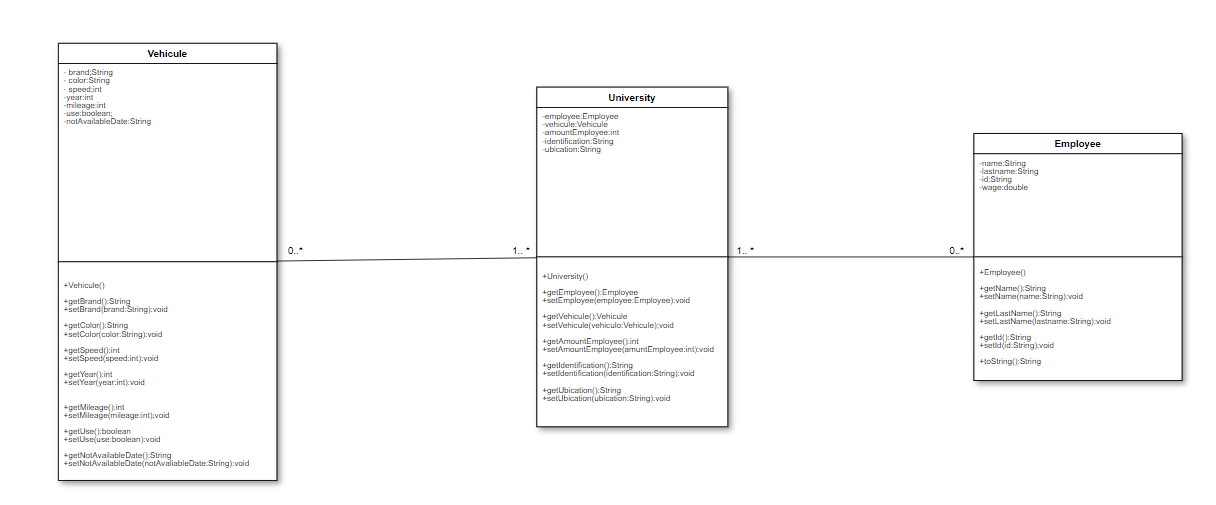 Vehicule
- brand;String
- color:String
- speed;int
-year:int
-mileage:int
-use:boolean;
-notAvailableDate:String
0..*
+Vehicule()
+getBrand():String
+setBrand(brand:String):void
+getColor():String
+setColor(color:String):void
+getSpeed():int
+setSpeed(speed:int):void
+getYear():int
+setYear(year:int):void
+getMileage():int
+setMileage(mileage:int);void
+getUse():boolean
+setUse(use:boolean):void
+getNotAvailableDate():String
+setNotAvailableDate(notAvaliableDate:String):void
1.. *
University
-employee:Employee
-vehicule;Vehicule
-amountEmployee:int
-identification:String
-ubication:String
+University()
+getEmployee():Employee
+setEmployee(employee:Employee):void
+getVehicule():Vehicule
+setVehicule(vehiculo:Vehicule);void
+getAmountEmployee():int
+setAmountEmployee(amuntEmployee:int):void
+getIdentification():String
+setIdentification(identification:String):void
+getUbication():String
+setUbication(ubication:String):void
1.. *
0..*
Employee
-name:String
-lastname:String
-id:String
-wage:double
+Employee()
+getName():String
+setName(name:String):void
+getLastName():String
+setLastName(lastname:String):void
+getId():String
+setId(id:String);void
+toString():String